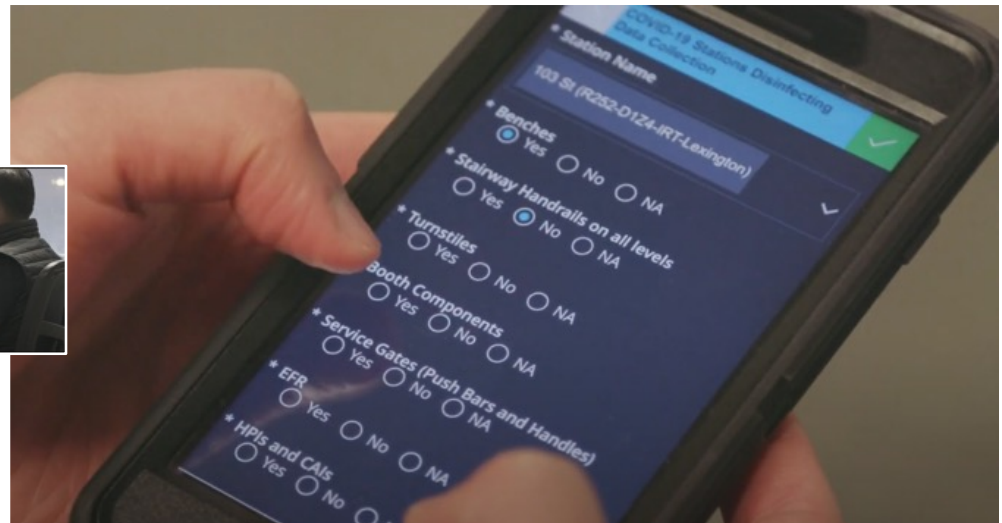 COVID-19 Stations Disinfecting
Data Collection
* Station Name
103 St (R252-D1Z4-IRT-Lexington)
* Benches
Yes No NA
* Stairway Handrails on all levels
Yes No NA
* Turnstiles
Yes No NA
Booth Components
Yes No NA
* Service Gates (Push Bars and Handles)
Yes No NA
* EFR
Yes No NA
* HPIs and CAIs
Yes No